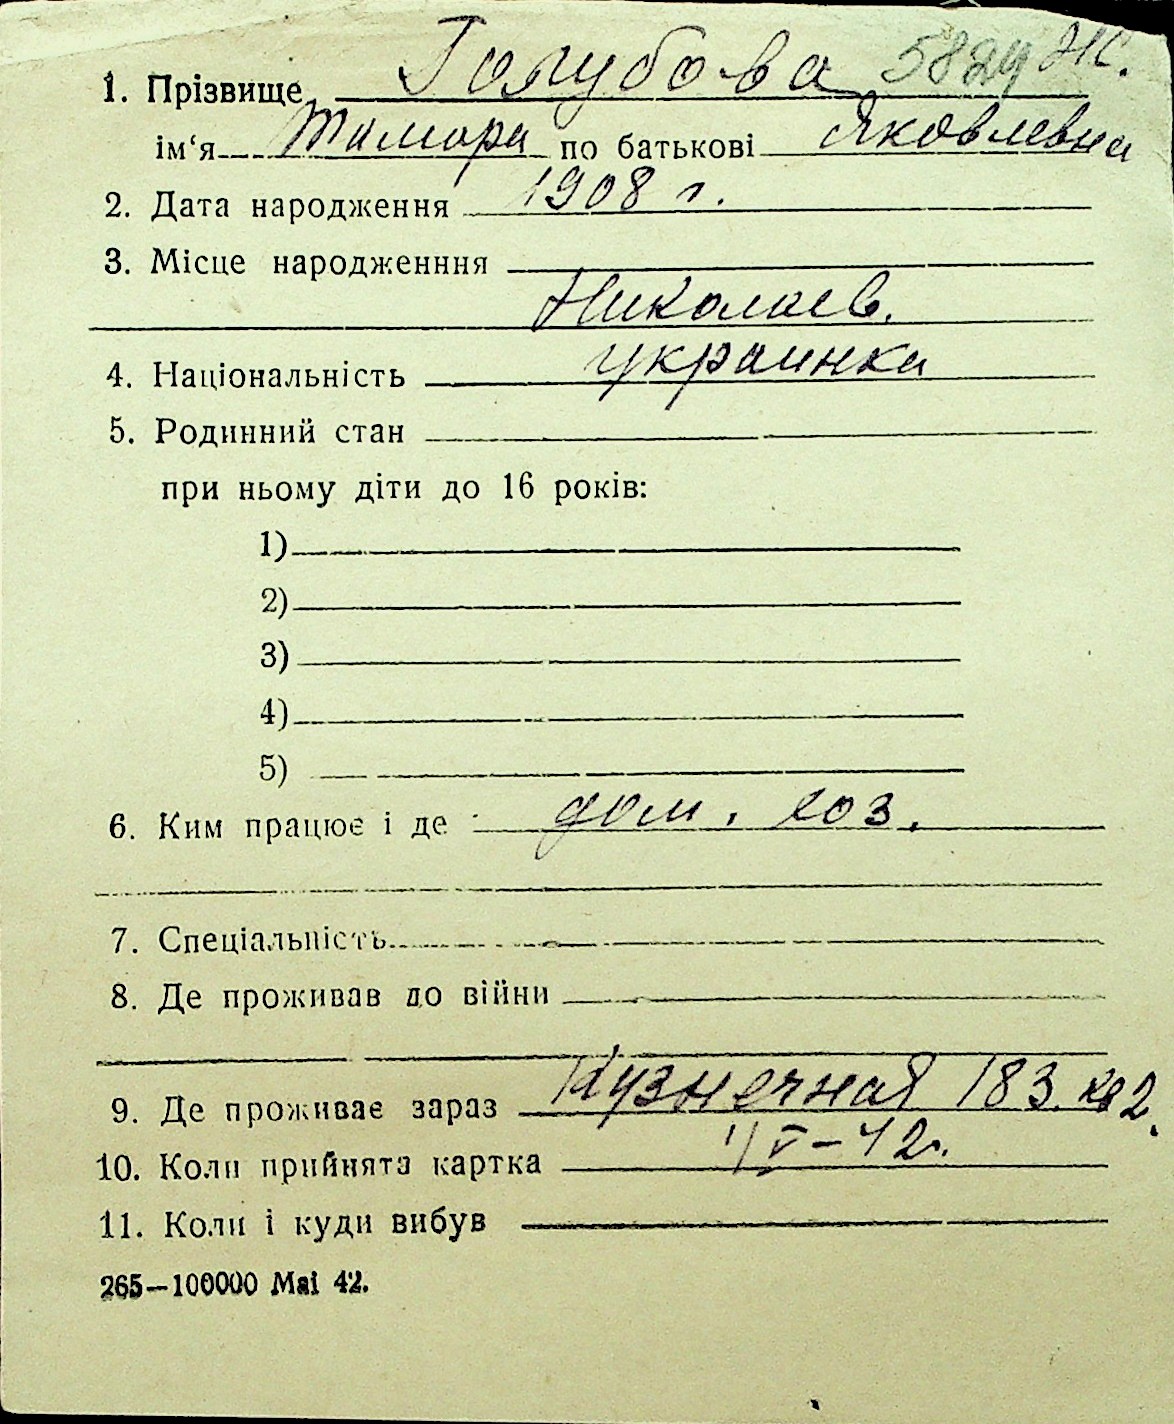 1. Прізвище Голубова 5829 Ж.
ім‘я Тамара по батькові Яковлевна
2. Дата народження 1908 г.
3. Місце народженння
Николаев.
4. Національність украинка
5. Родинний стан
при ньому діти до 16 років:
1)
2)
3)
4)
5)
6. Ким працює і де дом. хоз.
7. Спеціальність
8. Де проживав до війни
9. Де проживає зараз Кузнечная 183 кв 2.
10. Коли прийнята картка V-42г.
11. Коли і куди вибув
265—100000 Mai 42.